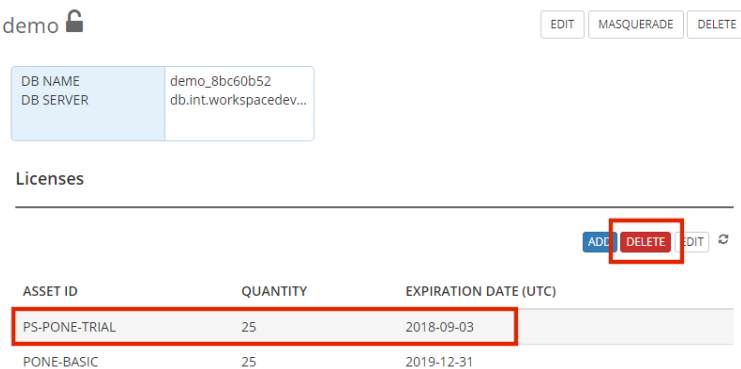 demo
EDIT MASQUERADE DELETE
DB NAME demo_8bc60b52
DB SERVER db.int.workspacedev...
Licenses
ADD DELETE EDIT
ASSET ID QUANTITY EXPIRATION DATE (UTC)
PS-PONE-TRIAL 25 2018-09-03
PONE-BASIC 25 2019-12-31